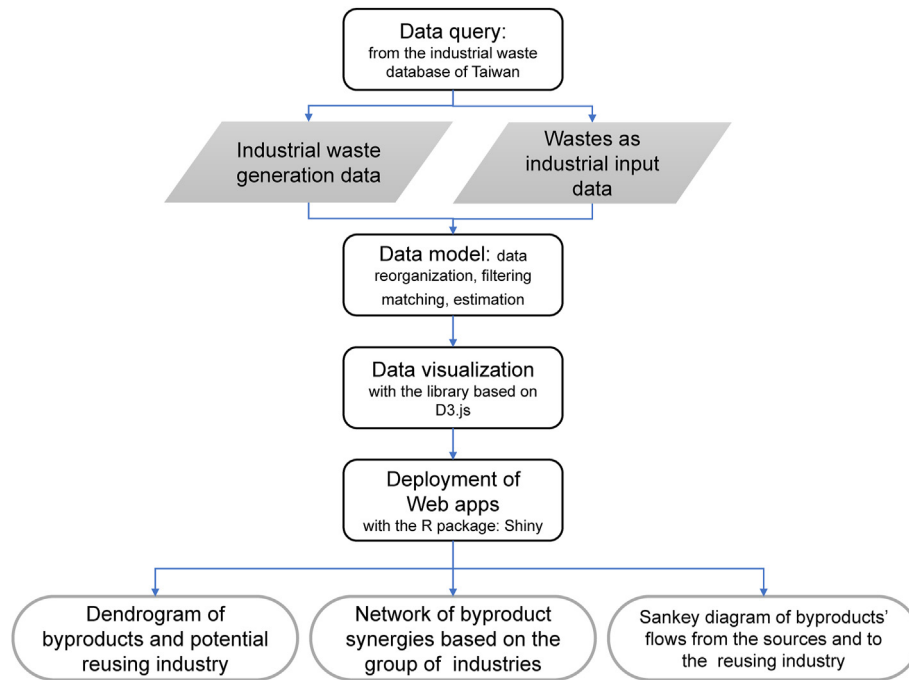 Data query:
from the industrial waste
database of Taiwan
Industrial waste
generation data
Wastes as
industrial input
data
Data model: data
reorganization, filtering
matching, estimation
Data visualization
with the library based on
D3.js
Deployment of
Web apps
with the R package: Shiny
Dendrogram of
byproducts and potential
reusing industry
Network of byproduct
synergies based on the
group of industries
Sankey diagram of byproducts’
flows from the sources and to
the reusing industry